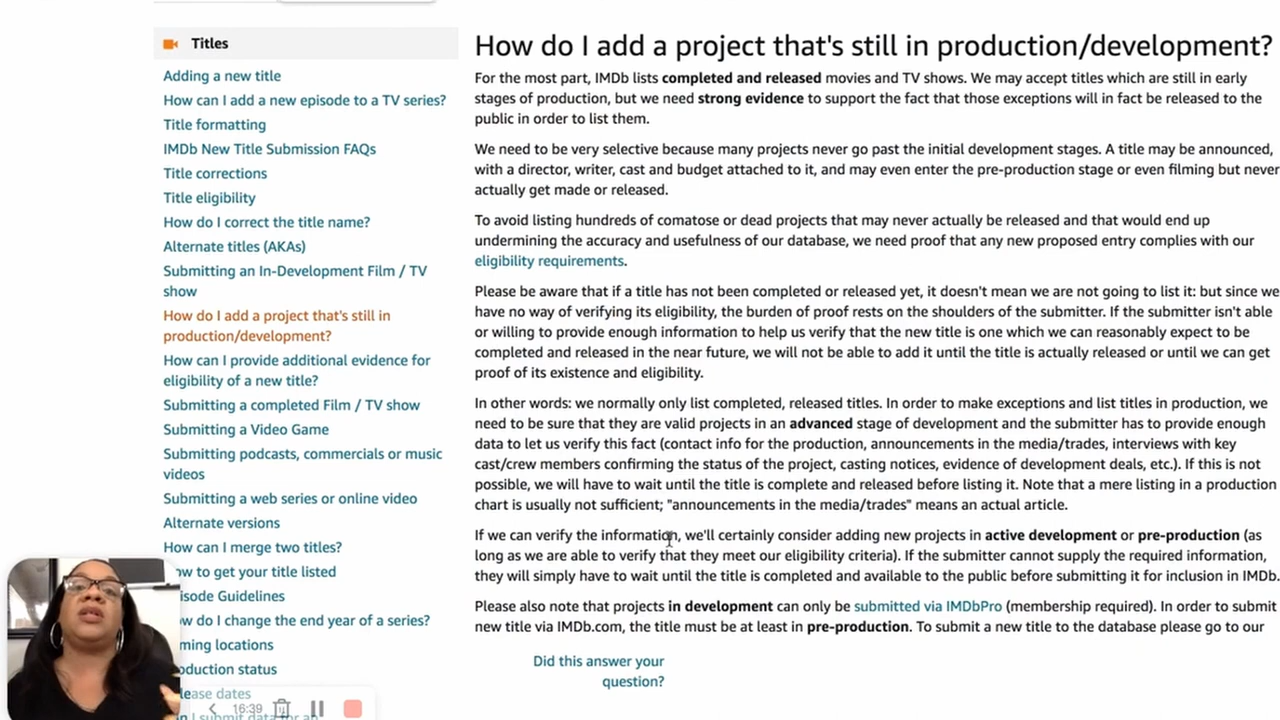 Titles
Adding a new title
How can I add a new episode to a TV series?
Title formatting
IMDb New Title Submission FAQs
Title corrections
Title eligibility
How do I correct the title name?
Alternate titles (AKAs)
Submitting an In-Development Film / TV
show
How do I add a project that's still in
production/development?
How can I provide additional evidence for
eligibility of a new title?
Submitting a completed Film / TV show
Submitting a Video Game
Submitting podcasts, commercials or music
videos
Submitting a web series or online video
Alternate versions
How can I merge two titles?
to get your title listed
Guidelines
do I change the end year of a series?
locations
status
dates
I submit data for an
16:39
How do I add a project that's still in production/development?
For the most part, IMDb lists completed and released movies and TV shows. We may accept titles which are still in early
stages of production, but we need strong evidence to support the fact that those exceptions will in fact be released to the
public in order to list them.
We need to be very selective because many projects never go past the initial development stages. A title may be announced,
with a director, writer, cast and budget attached to it, and may even enter the pre-production stage or even filming but never
actually get made or released.
To avoid listing hundreds of comatose or dead projects that may never actually be released and that would end up
undermining the accuracy and usefulness of our database, we need proof that any new proposed entry complies with our
eligibility requirements.
Please be aware that if a title has not been completed or released yet, it doesn't mean we are not going to list it: but since we
have no way of verifying its eligibility, the burden of proof rests on the shoulders of the submitter. If the submitter isn't able
or willing to provide enough information to help us verify that the new title is one which we can reasonably expect to be
completed and released in the near future, we will not be able to add it until the title is actually released or until we can get
proof of its existence and eligibility.
In other words: we normally only list completed, released titles. In order to make exceptions and list titles in production, we
need to be sure that they are valid projects in an advanced stage of development and the submitter has to provide enough
data to let us verify this fact (contact info for the production, announcements in the media/trades, interviews with key
cast/crew members confirming the status of the project, casting notices, evidence of development deals, etc.). If this is not
possible, we will have to wait until the title is complete and released before listing it. Note that a mere listing in a production
chart is usually not sufficient; "announcements in the media/trades" means an actual article.
If we can verify the information, we'll certainly consider adding new projects in active development or pre-production (as
long as we are able to verify that they meet our eligibility criteria). If the submitter cannot supply the required information,
they will simply have to wait until the title is completed and available to the public before submitting it for inclusion in IMDb.
Please also note that projects in development can only be submitted via IMDbPro (membership required). In order to submit
new title via IMDb.com, the title must be at least in pre-production. To submit a new title to the database please go to our
Did this answer your
question?